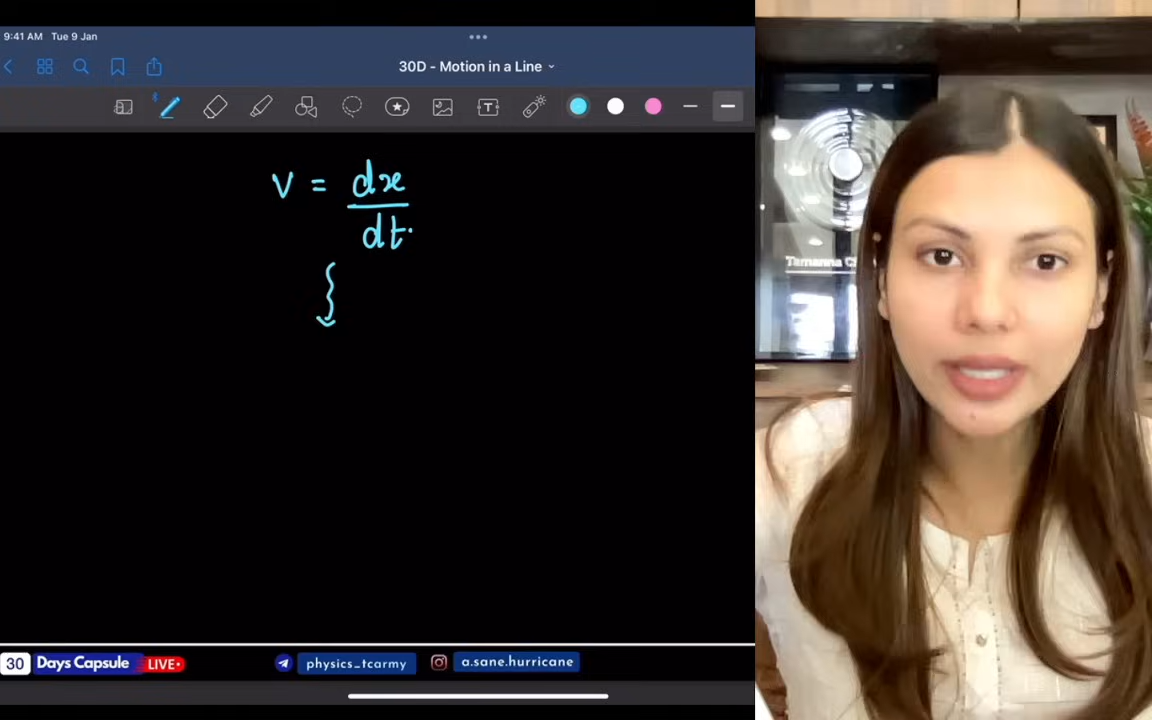 9:41 AM Tue 9 Jan
30D - Motion in a Line
T
v = dx
dt
Tamanna
30 Days Capsule LIVE
physics_tcarmy
a.sane.hurricane